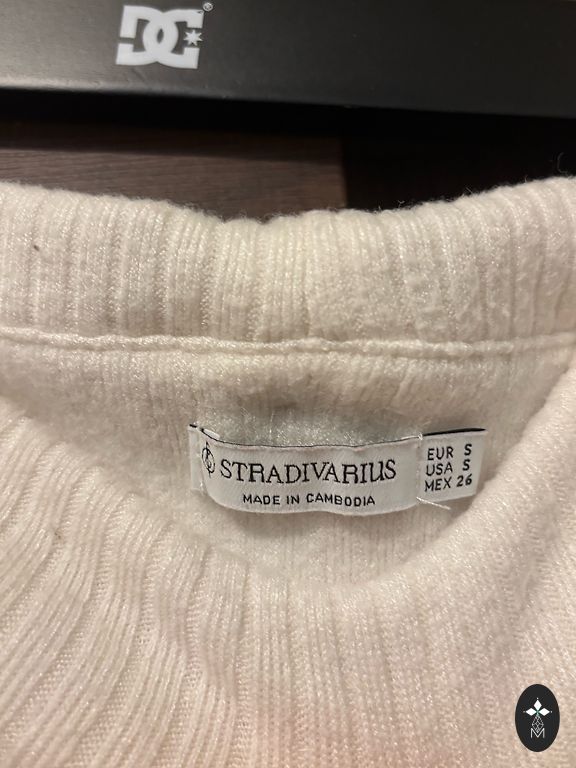 DC®
STRADIVARIUS
MADE IN CAMBODIA
EUR S
USA S
MEX 26
M